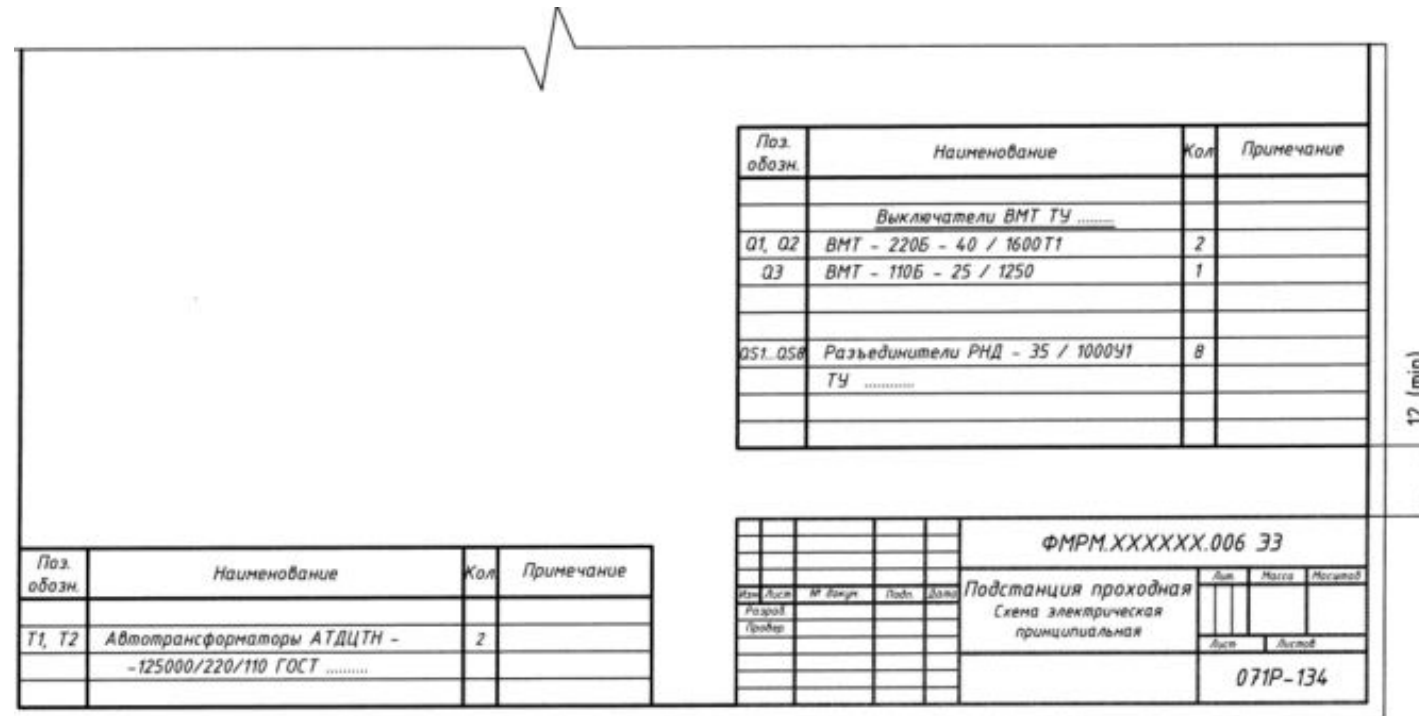 Поз. обозн. Наименование Кол Примечание
Выключатели ВМТ ТУ ........
Q1, Q2 ВМТ - 220Б - 40 / 1600Т1 2
Q3 ВМТ - 110Б - 25 / 1250 1
QS1...QS8 Разъединители РНД - 35 / 1000У1 8
ТУ ............
12 (min)
Поз. обозн. Наименование Кол. Примечание
Т1, Т2 Автотрансформаторы АТДЦТН - 2
-125000/220/110 ГОСТ ..........
ФМРМ.XXXXXX.006 ЭЗ
Изм Лист № докум. Подп. Дата
Разраб.
Провер.
Подстанция проходная
Схема электрическая
принципиальная
Лит. Масса Масштаб
Лист Листов
071Р-134